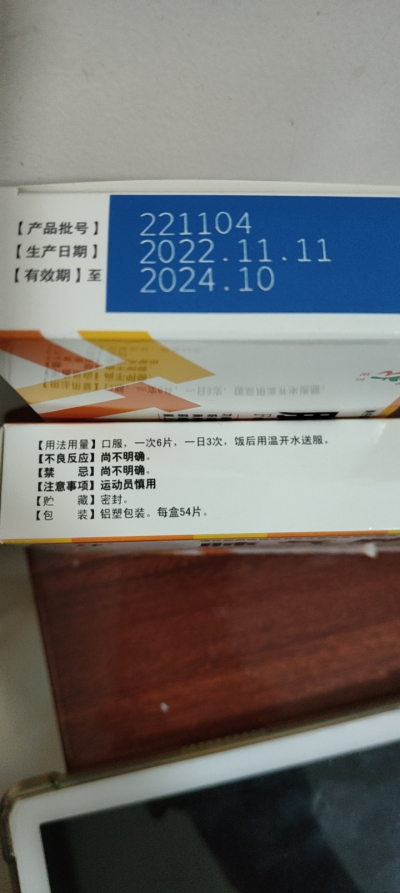 【产品批号】 221104
【生产日期】 2022.11.11
【有效期】至 2024.10
【用法用量】口服，一次6片，一日3次，饭后用温开水送服。
【不良反应】尚不明确。
【禁 忌】尚不明确。
【注意事项】运动员慎用
【贮 藏】密封。
【包 装】铝塑包装。每盒54片。